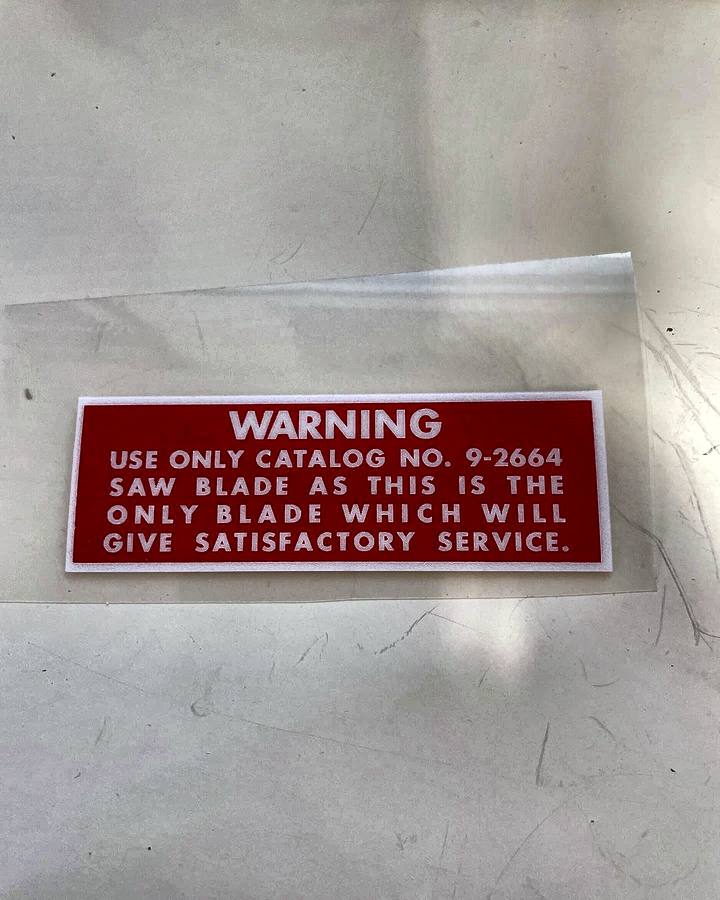 WARNING
USE ONLY CATALOG NO. 9-2664
SAW BLADE AS THIS IS THE
ONLY BLADE WHICH WILL
GIVE SATISFACTORY SERVICE.